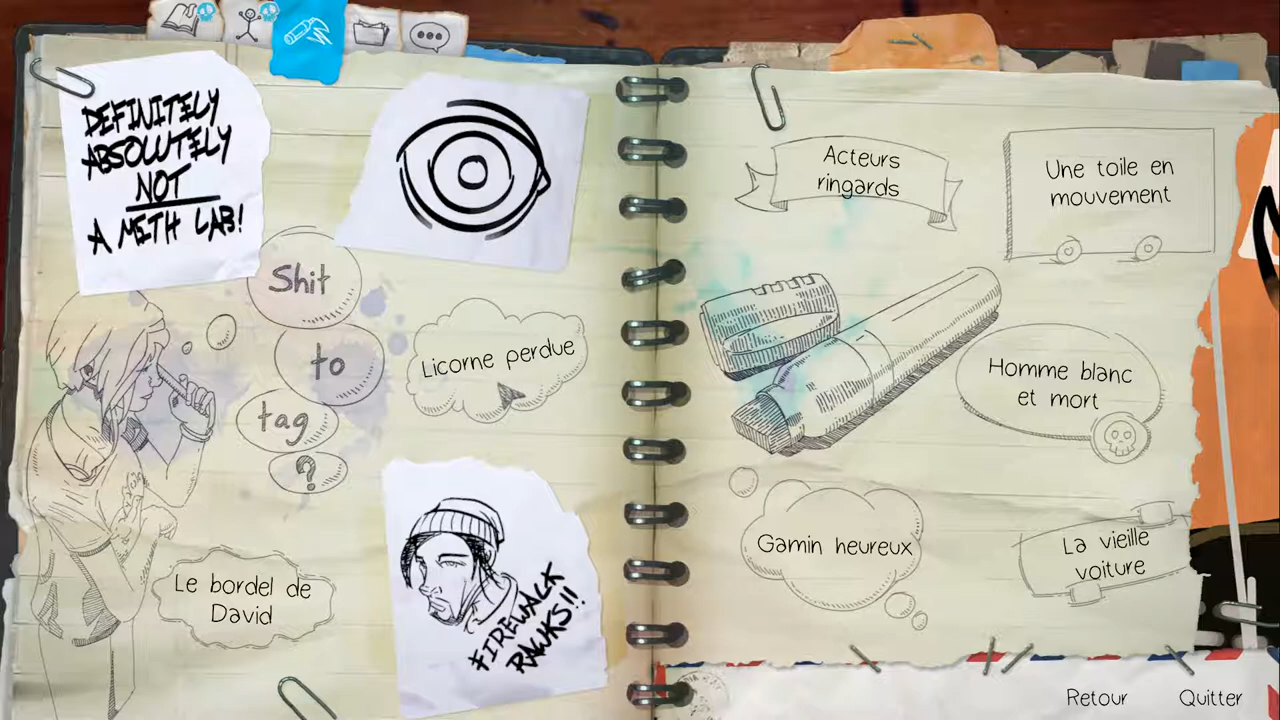 DEFINITELY
ABSOLUTELY
NOT
A METH LAB!
Shit
to
tag
?
Licorne perdue
Le bordel de
David
FIREWALK
RAWKS!!
Acteurs
ringards
Une toile en
mouvement
Homme blanc
et mort
Gamin heureux
La vieille
voiture
Retour
Quitter